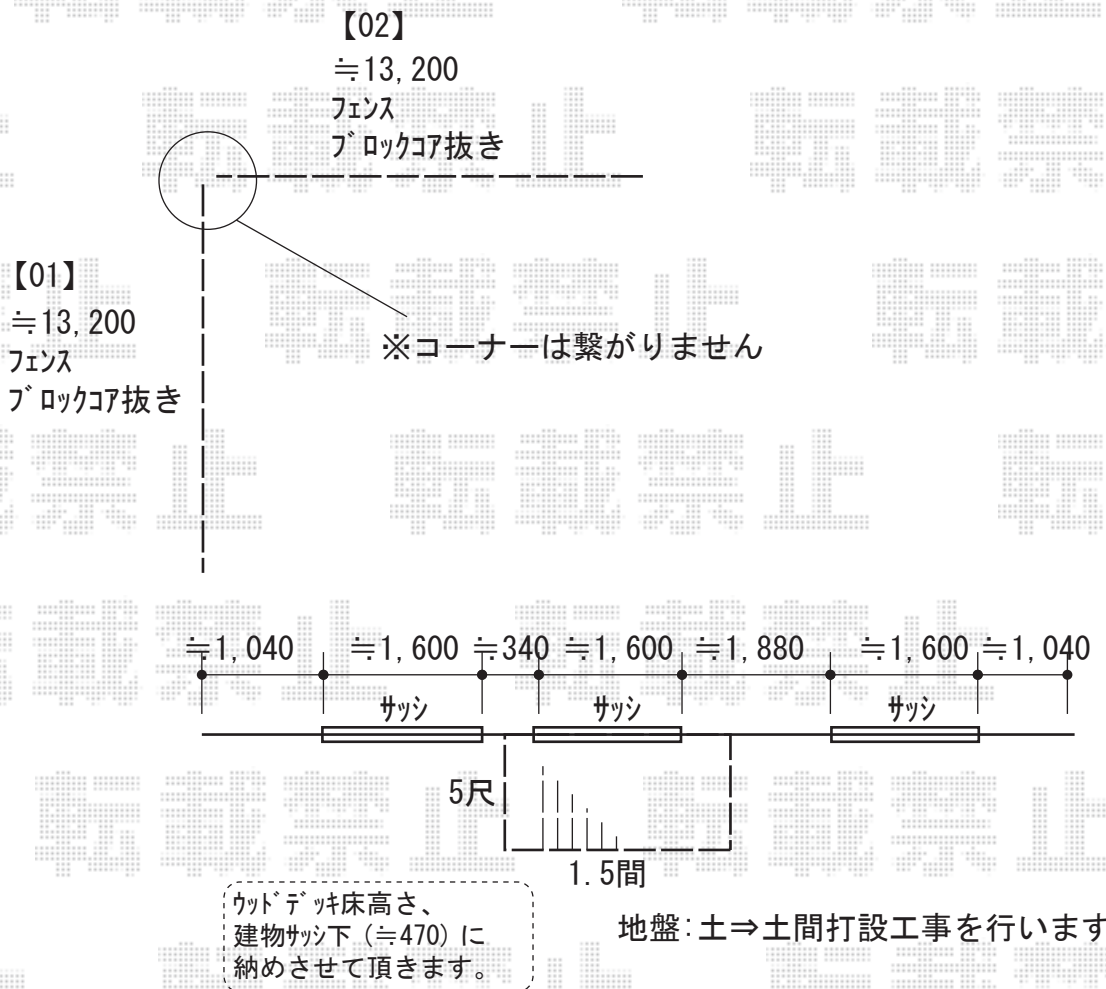 【02】
≒13,200
ﾌｪﾝｽ
ﾌﾞﾛｯｸｺｱ抜き
【01】
≒13,200
ﾌｪﾝｽ
ﾌﾞﾛｯｸｺｱ抜き
※コーナーは繋がりません
≒1,040 ≒1,600 ≒340 ≒1,600 ≒1,880 ≒1,600 ≒1,040
ｻｯｼ ｻｯｼ ｻｯｼ
5尺
1.5間
ｳｯﾄﾞﾃﾞｯｷ床高さ、
建物ｻｯｼ下(≒470)に
納めさせて頂きます。
地盤:土⇒土間打設工事を行います
転載禁止